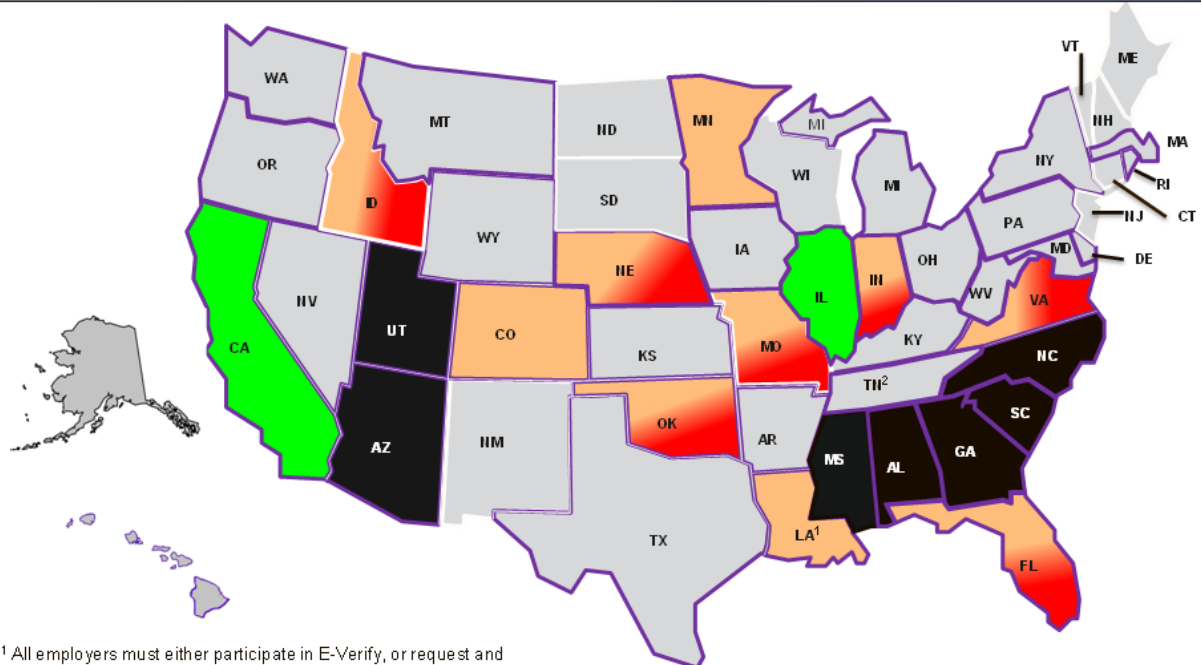 VT
ME
WA
MT
ND
MN
MI
NH
MA
OR
ID
SD
WI
MI
NY
RI
CT
WY
IA
PA
NJ
NE
OH
MD
DE
NV
UT
CO
IL
IN
WV
VA
CA
KS
MO
KY
NC
TN²
AZ
NM
OK
AR
SC
MS
AL
GA
TX
LA¹
FL
¹ All employers must either participate in E-Verify, or request and